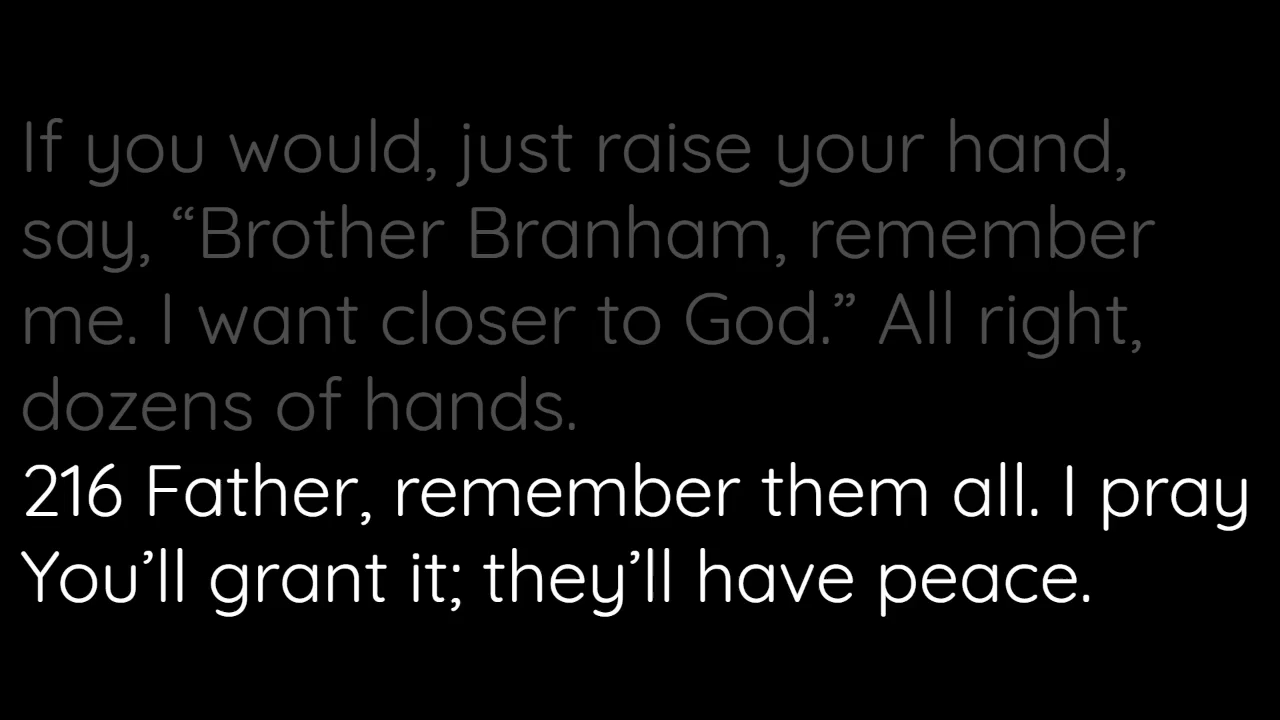 If you would, just raise your hand,
say, “Brother Branham, remember
me. I want closer to God.” All right,
dozens of hands.
216 Father, remember them all. I pray
You’ll grant it; they’ll have peace.